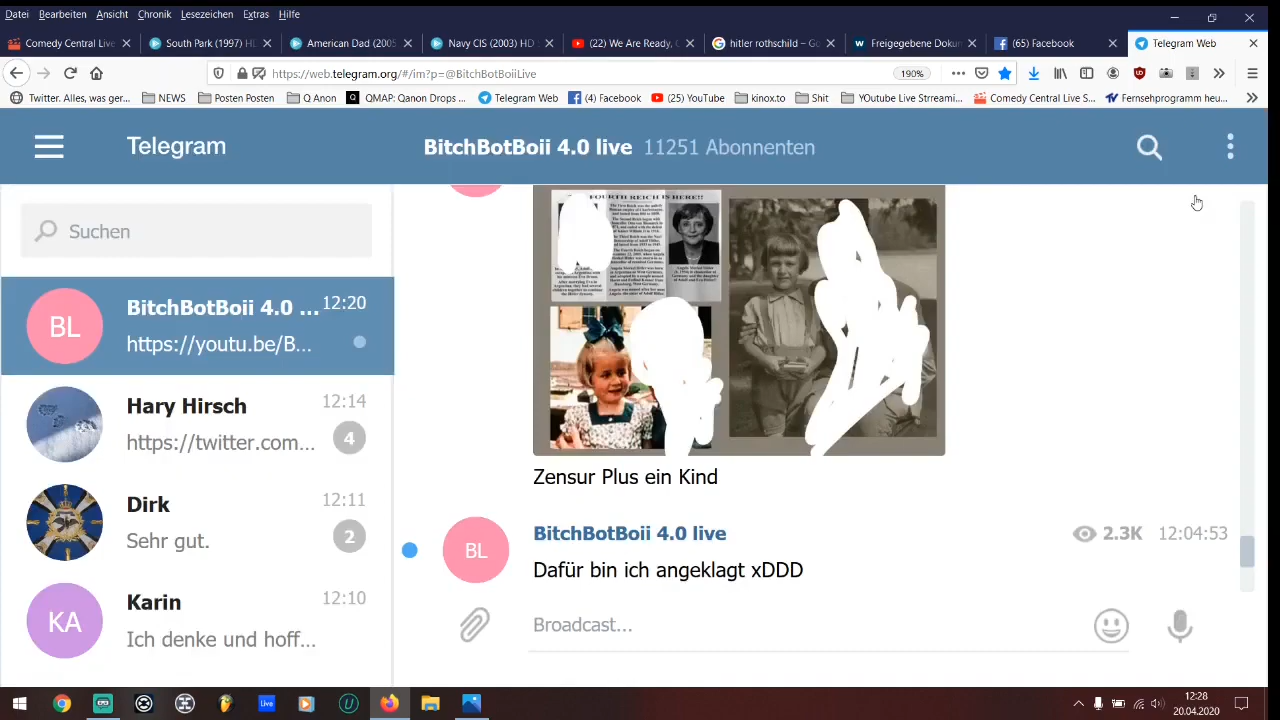 Datei Bearbeiten Ansicht Chronik Lesezeichen Extras Hilfe
Comedy Central Live South Park (1997) H American Dad (2005 Navy CIS (2003) HD S (22) We Are Ready, G hitler rothschild – Go Freigegebene Dokum (65) Facebook Telegram Web
https://web.telegram.org/#/im?p=@BitchBotBoiiLive 190%
Twitter. Alles, was ger... NEWS Posten Posten Q Anon QMAP: Qanon Drops ... Telegram Web (4) Facebook (25) YouTube kinox.to Shit YOutube Live Strreami... Comedy Central Live S... Fernsehprogramm heu...
Telegram BitchBotBoii 4.0 live 11251 Abonnenten
Suchen
BL
BitchBotBoii 4.0 ... 12:20
https://youtu.be/B...
Hary Hirsch 12:14
https://twitter.com... 4
Dirk 12:11
Sehr gut. 2
KA
Karin 12:10
Ich denke und hoff...
FOURTH REICH IS HERE!!
Zensur Plus ein Kind
BL
BitchBotBoii 4.0 live 2.3K 12:04:53
Dafür bin ich angeklagt xDDD
Broadcast...
Live
12:28
20.04.2020